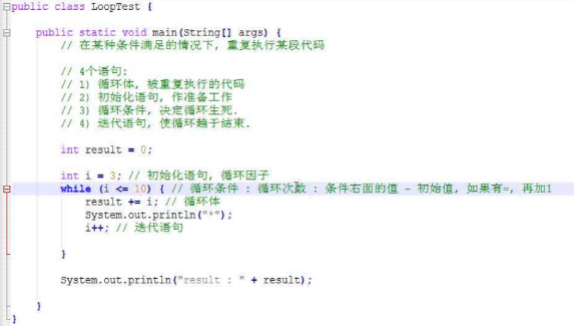 public class LoopTest {
public static void main(String[] args) {
// 在某种条件满足的情况下, 重复执行某段代码
// 4个语句:
// 1) 循环体, 被重复执行的代码
// 2) 初始化语句, 作准备工作
// 3) 循环条件, 决定循环生死.
// 4) 迭代语句, 使循环趋于结束.
int result = 0;
int i = 3; // 初始化语句, 循环因子
while (i <= 10) { // 循环条件 : 循环次数 : 条件右面的值 - 初始值, 如果有=, 再加1
result += i; // 循环体
System.out.println("*");
i++; // 迭代语句
}
System.out.println("result : " + result);
}
}